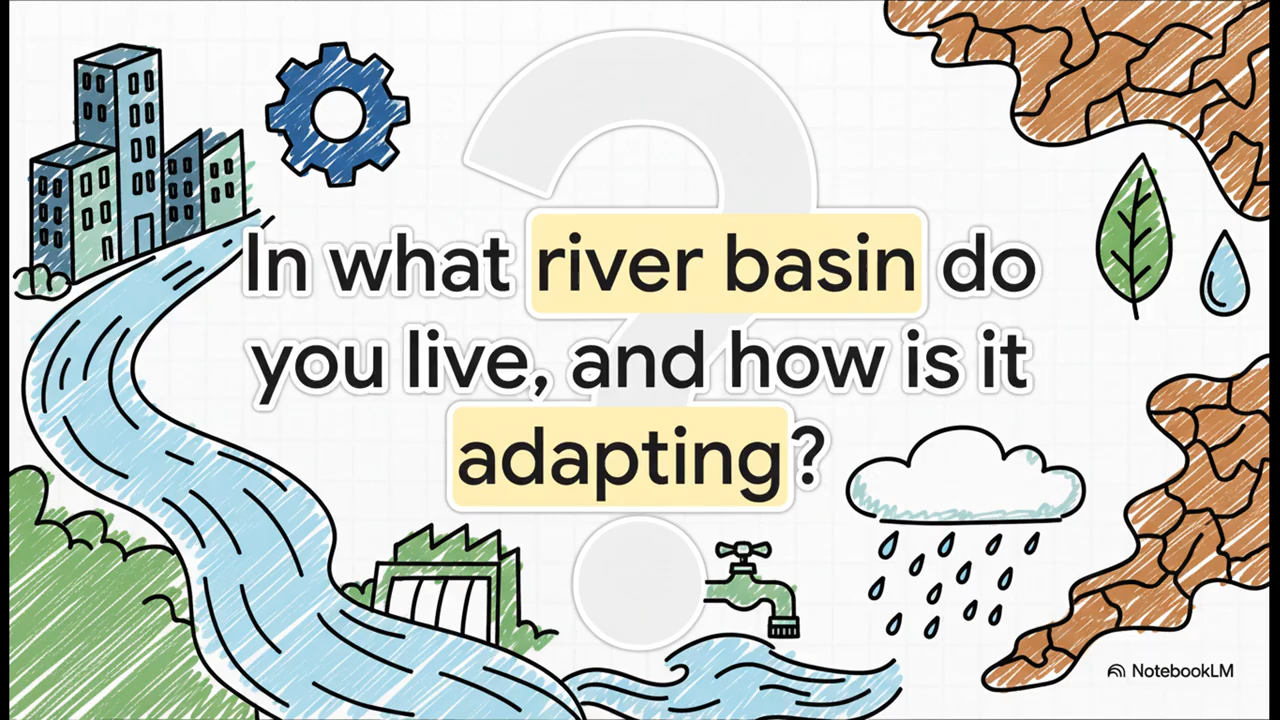 In what river basin do
you live, and how is it
adapting?
NotebookLM